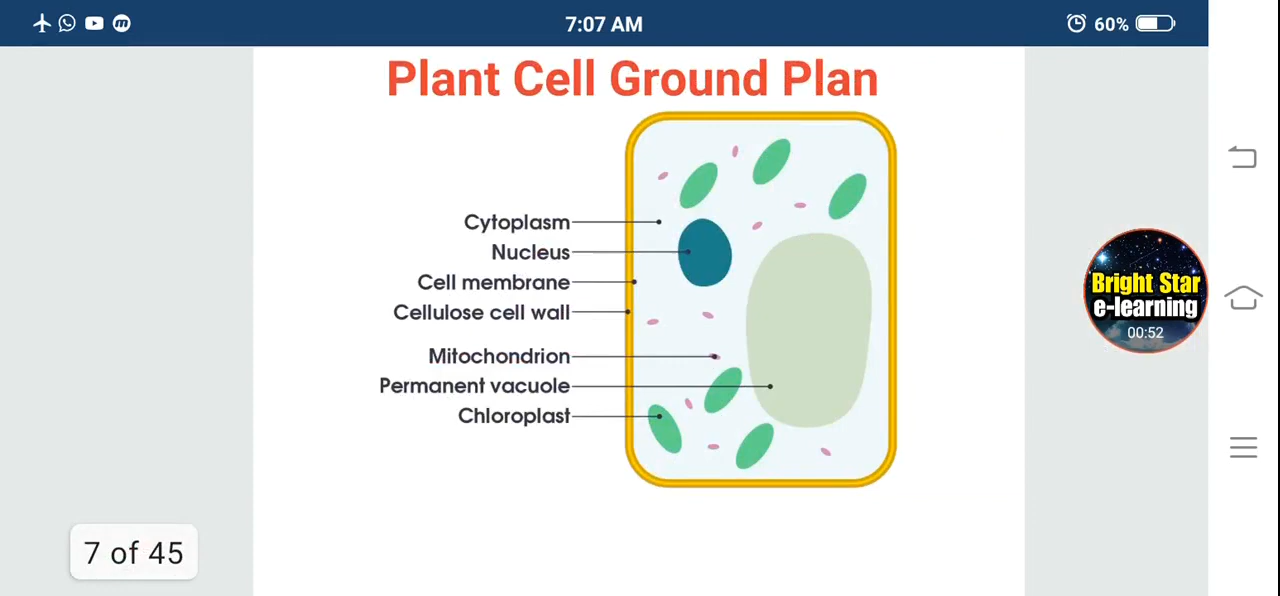 7:07 AM
60%
Plant Cell Ground Plan
Cytoplasm
Nucleus
Cell membrane
Cellulose cell wall
Mitochondrion
Permanent vacuole
Chloroplast
Bright Star
e-learning
00:52
7 of 45